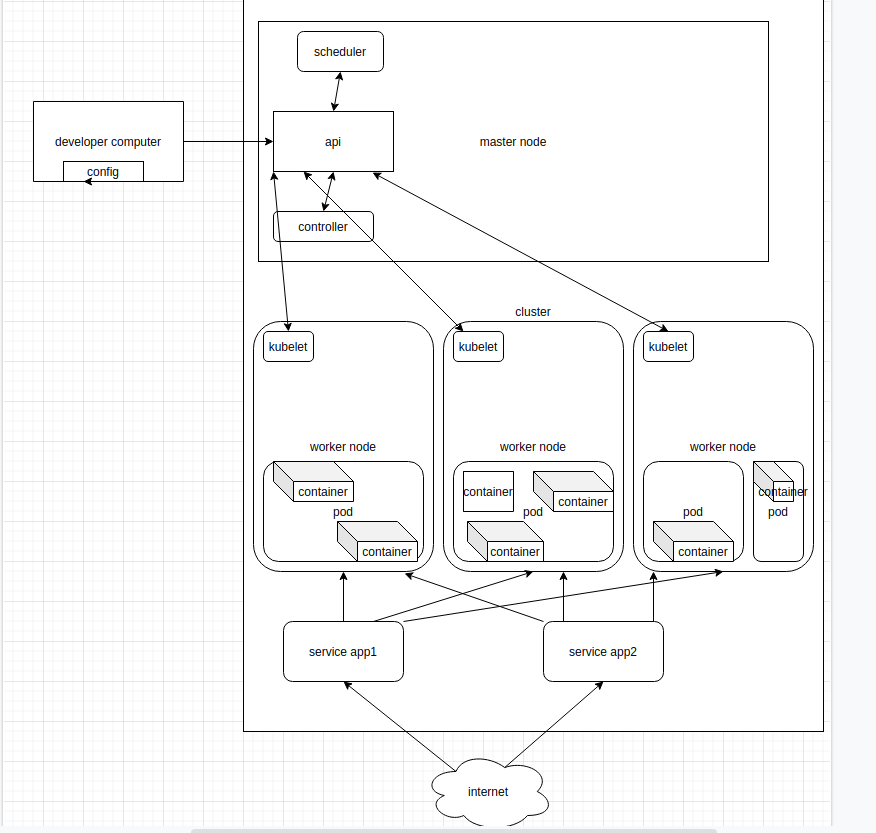 scheduler
developer computer
api
master node
config
controller
cluster
kubelet
kubelet
kubelet
worker node
worker node
worker node
container
container
container
container
pod
pod
pod
pod
container
container
container
service app1
service app2
internet